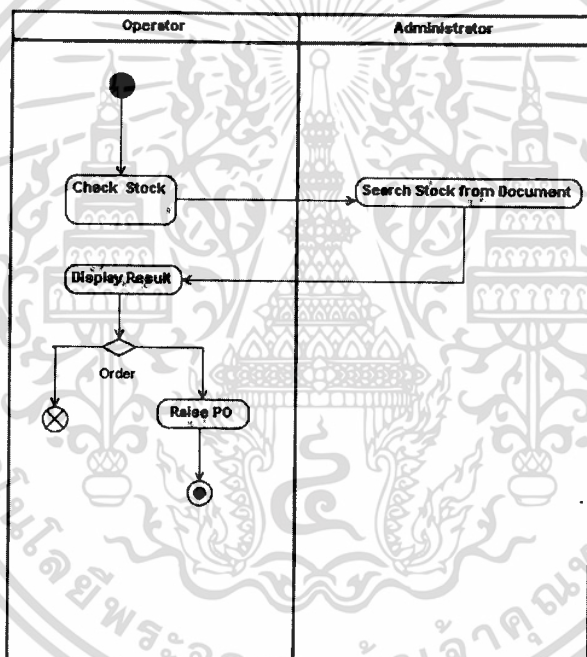 Operator
Administrator
Check Stock
Search Stock from Document
Display Result
Order
Raise PO